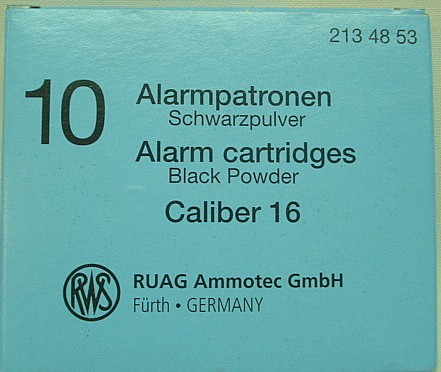 213 48 53
10
Alarmpatronen
Schwarzpulver
Alarm cartridges
Black Powder
Caliber 16
RWS
RUAG Ammotec GmbH
Fürth • GERMANY